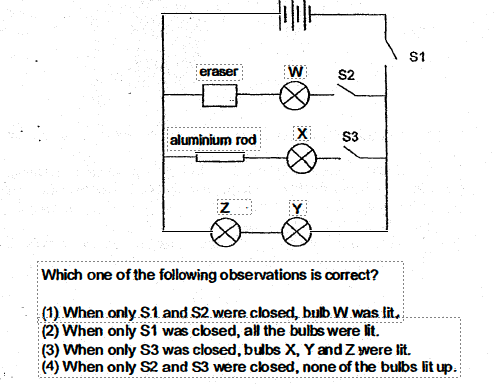 S1
eraser
W
S2
aluminium rod
X
S3
Z
Y
Which one of the following observations is correct?
(1) When only S1 and S2 were closed, bulb W was lit.
(2) When only S1 was closed, all the bulbs were lit.
(3) When only S3 was closed, bulbs X, Y and Z were lit.
(4) When only S2 and S3 were closed, none of the bulbs lit up.